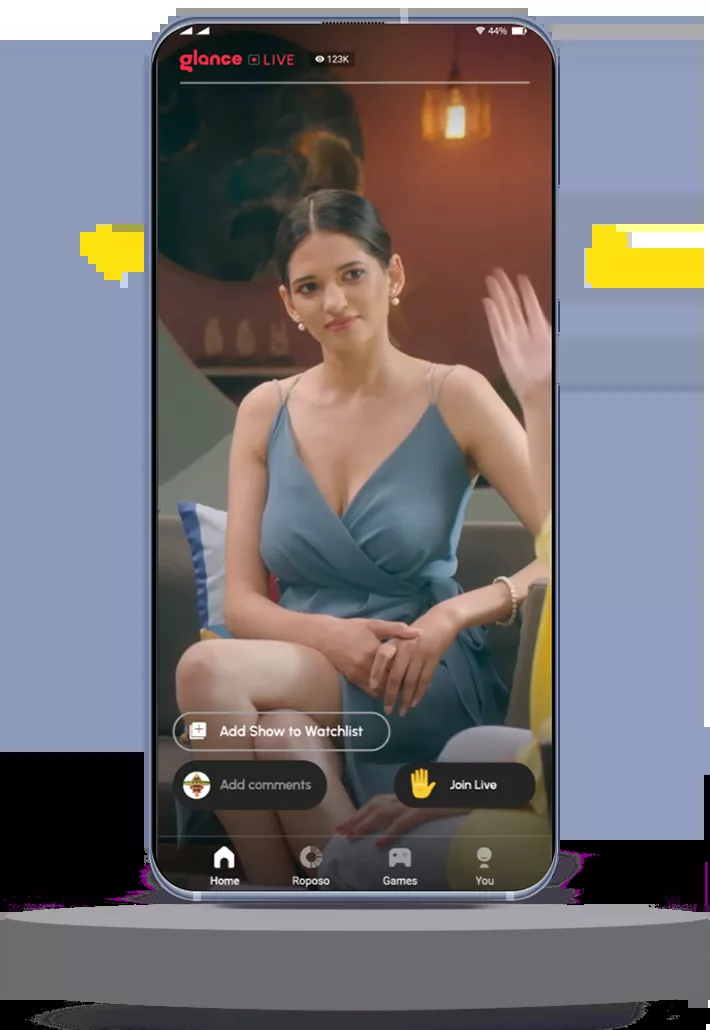 44%
glance LIVE 123K
Add Show to Watchlist
Add comments
Join Live
Home Roposo Games You